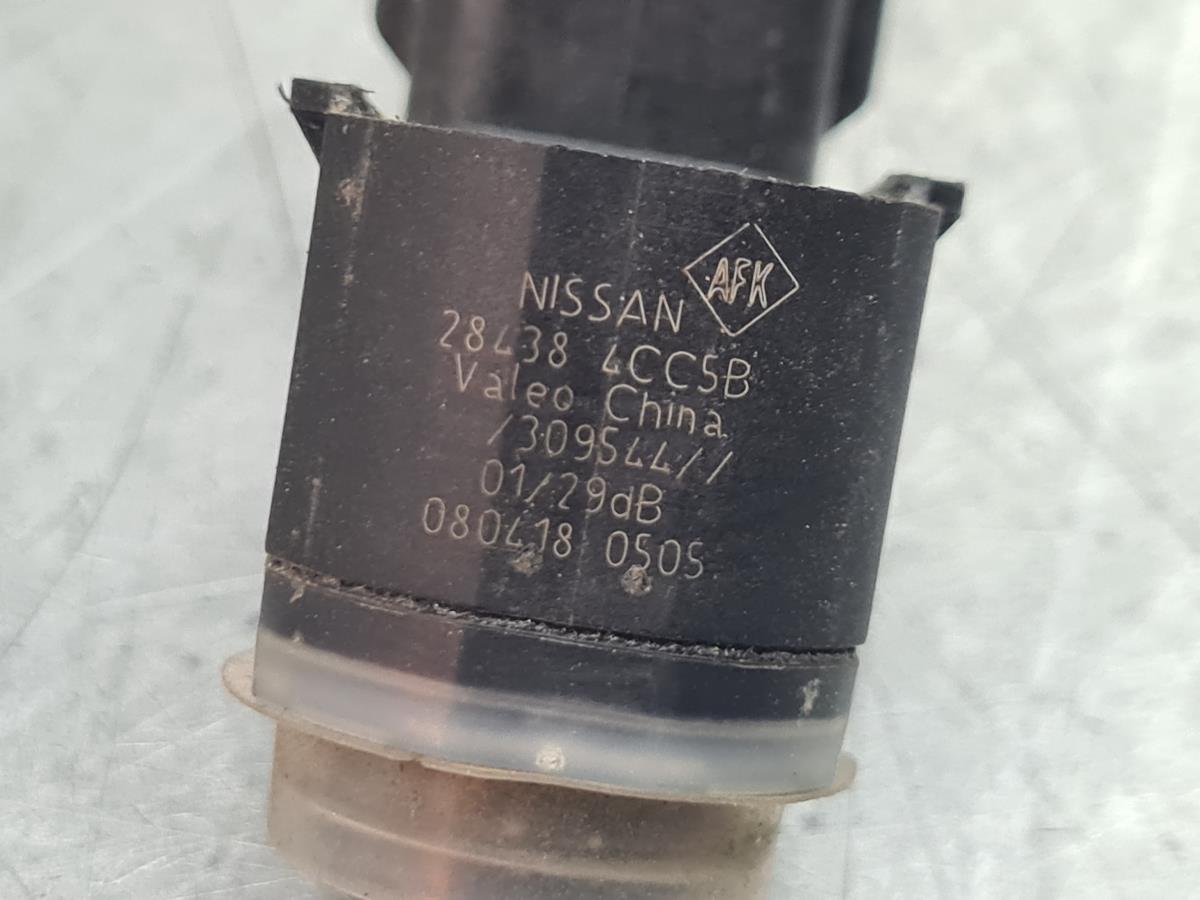 AFK
NISSAN
28438 4CC5B
Valeo China
/309544//
01/29dB
080418 0505